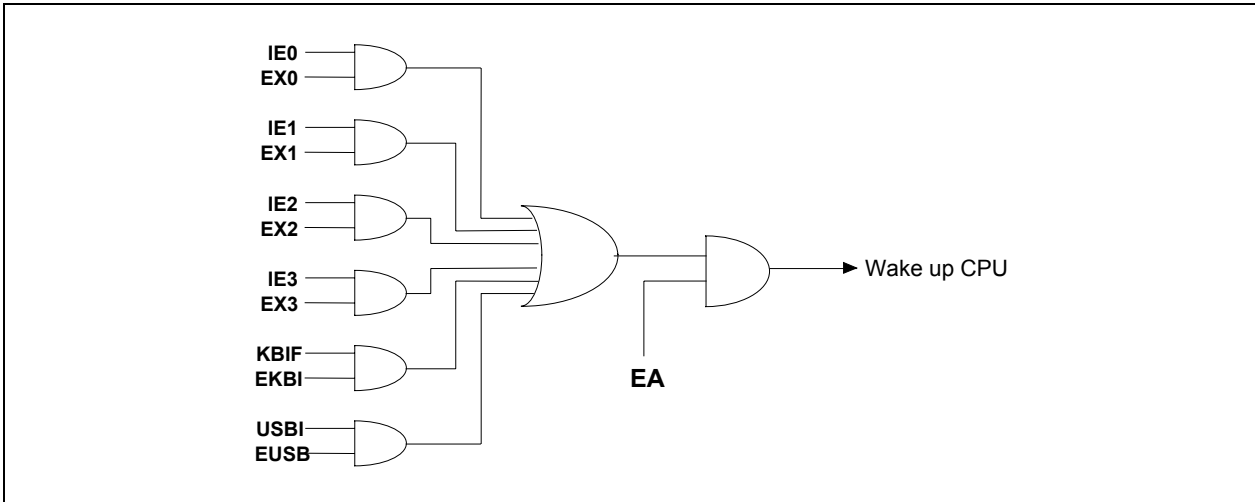 IE0
EX0
IE1
EX1
IE2
EX2
IE3
EX3
KBIF
EKBI
USBI
EUSB
EA
Wake up CPU